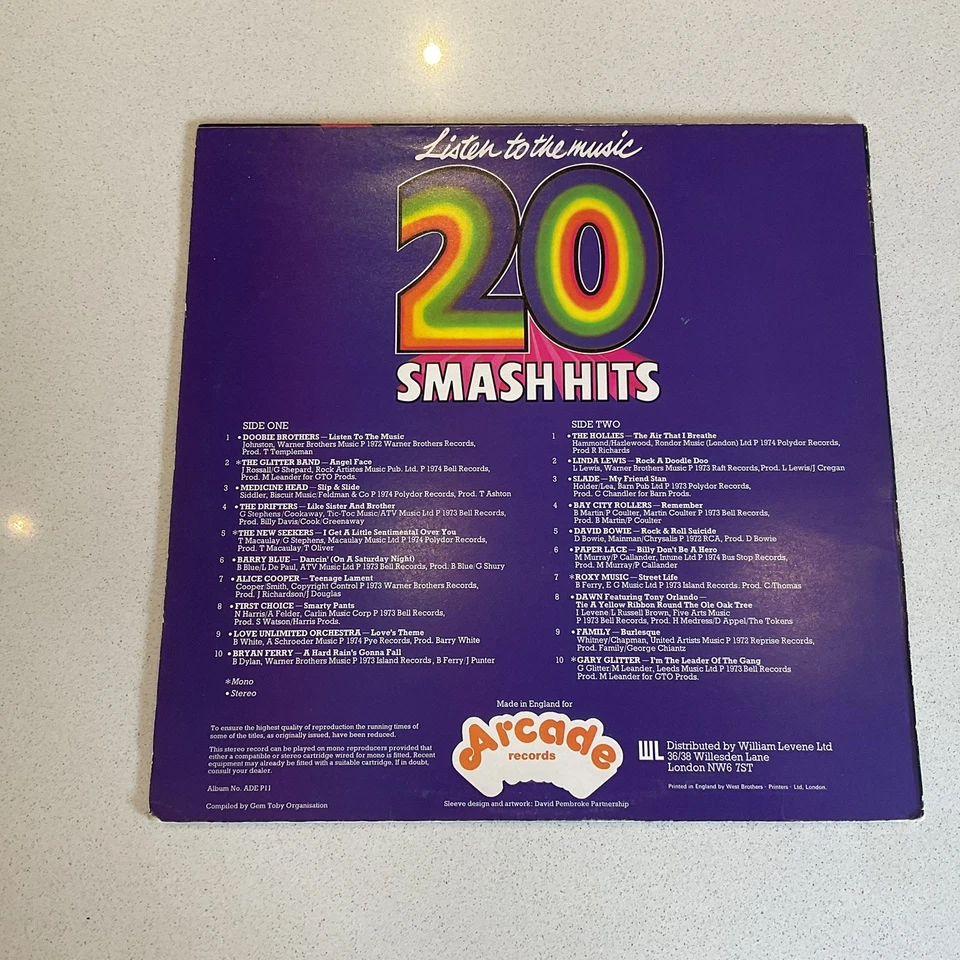 Listen to the music
20
SMASH HITS
SIDE ONE
1 • DOOBIE BROTHERS — Listen To The Music
Johnston, Warner Brothers Music P 1972 Warner Brothers Records,
Prod. T Templeman
2 *THE GLITTER BAND — Angel Face
J Rossall/G Shepard, Rock Artistes Music Pub. Ltd. P 1974 Bell Records,
Prod. M Leander for GTO Prods.
3 • MEDICINE HEAD — Slip & Slide
Siddler, Biscuit Music/Feldman & Co P 1974 Polydor Records, Prod. T Ashton
4 • THE DRIFTERS — Like Sister And Brother
G Stephens/Cookaway, Tic-Toc Music/ATV Music Ltd P 1973 Bell Records,
Prod. Billy Davis/Cook/Greenaway
5 *THE NEW SEEKERS — I Get A Little Sentimental Over You
T Macaulay/G Stephens, Macaulay Music Ltd P 1974 Polydor Records,
Prod. T Macaulay/T Oliver
6 • BARRY BLUE — Dancin' (On A Saturday Night)
B Blue/L De Paul, ATV Music Ltd P 1973 Bell Records, Prod. B Blue/G Shury
7 • ALICE COOPER — Teenage Lament
Cooper/Smith, Copyright Control P 1973 Warner Brothers Records,
Prod. J Richardson/J Douglas
8 • FIRST CHOICE — Smarty Pants
N Harris/A Felder, Carlin Music Corp P 1973 Bell Records,
Prod. S Watson/Harris Prods.
9 • LOVE UNLIMITED ORCHESTRA — Love's Theme
B White, A Schroeder Music P 1974 Pye Records, Prod. Barry White
10 • BRYAN FERRY — A Hard Rain's Gonna Fall
B Dylan, Warner Brothers Music P 1973 Island Records, B Ferry/J Punter
*Mono
• Stereo
SIDE TWO
1 • THE HOLLIES — The Air That I Breathe
Hammond/Hazlewood, Rondor Music (London) Ltd P 1974 Polydor Records,
Prod R Richards
2 • LINDA LEWIS — Rock A Doodle Doo
L Lewis, Warner Brothers Music P 1973 Raft Records, Prod. L Lewis/J Cregan
3 • SLADE — My Friend Stan
Holder/Lea, Barn Pub Ltd P 1973 Polydor Records,
Prod. C Chandler for Barn Prods.
4 • BAY CITY ROLLERS — Remember
B Martin/P Coulter, Martin Coulter P 1973 Bell Records,
Prod. B Martin/P Coulter
5 • DAVID BOWIE — Rock & Roll Suicide
D Bowie, Mainman/Chrysalis P 1972 RCA, Prod. D Bowie
6 • PAPER LACE — Billy Don't Be A Hero
M Murray/P Callander, Intune Ltd P 1974 Bus Stop Records,
Prod. M Murray/P Callander
7 *ROXY MUSIC — Street Life
B Ferry, E G Music Ltd P 1973 Island Records. Prod. C/Thomas
8 • DAWN Featuring Tony Orlando —
Tie A Yellow Ribbon Round The Ole Oak Tree
I Levene/L Russell Brown, Five Arts Music
P 1973 Bell Records, Prod. H Medress/D Appel/The Tokens
9 • FAMILY — Burlesque
Whitney/Chapman, United Artists Music P 1972 Reprise Records,
Prod. Family/George Chiantz
10 *GARY GLITTER — I'm The Leader Of The Gang
G Glitter/M Leander, Leeds Music Ltd P 1973 Bell Records
Prod. M Leander for GTO Prods.
To ensure the highest quality of reproduction the running times of
some of the titles, as originally issued, have been reduced.
This stereo record can be played on mono reproducers provided that
either a compatible or stereo cartridge wired for mono is fitted. Recent
equipment may already be fitted with a suitable cartridge. If in doubt,
consult your dealer.
Album No. ADE P11
Compiled by Gem Toby Organisation
Made in England for
Arcade
records
Sleeve design and artwork: David Pembroke Partnership
WL
Distributed by William Levene Ltd
36/38 Willesden Lane
London NW6 7ST
Printed in England by West Brothers · Printers · Ltd, London.